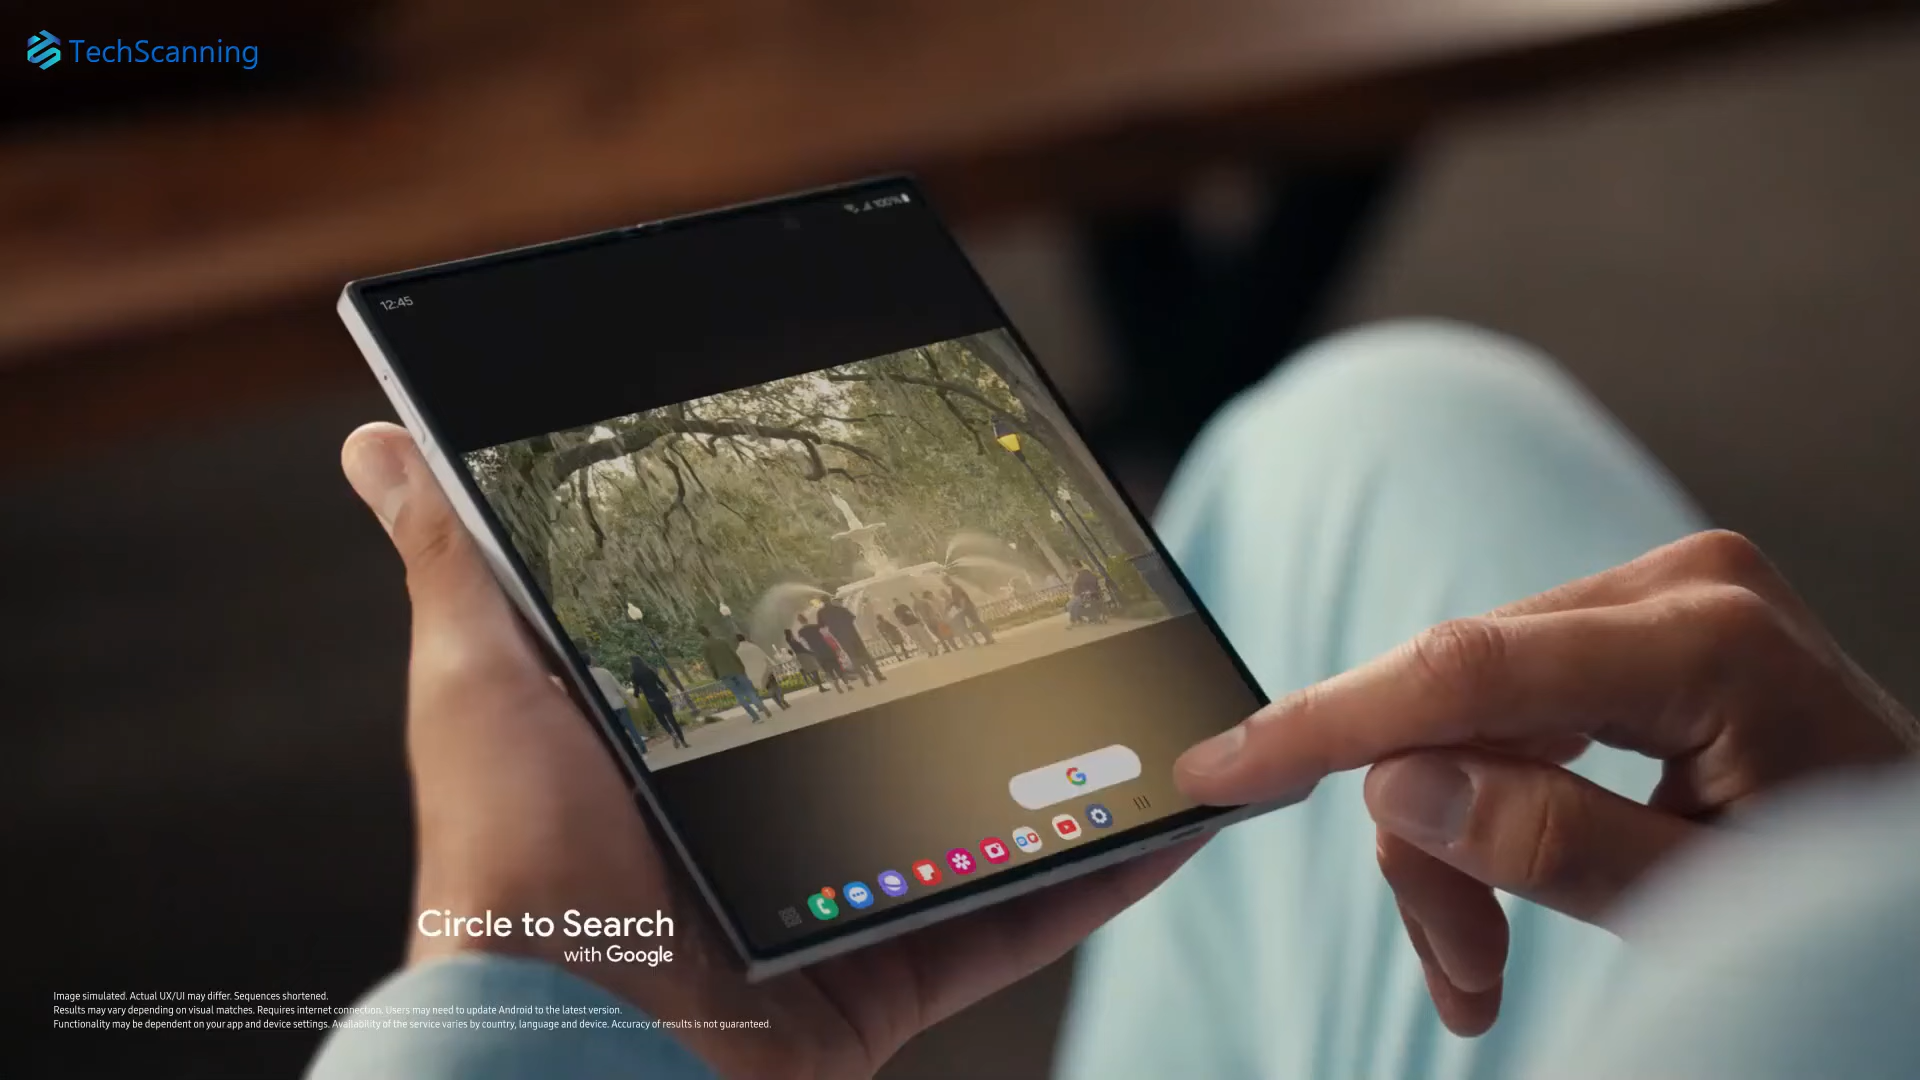 TechScanning
100%
12:45
Circle to Search
with Google
Image simulated. Actual UX/UI may differ. Sequences shortened.
Results may vary depending on visual matches. Requires internet connection. Users may need to update Android to the latest version.
Functionality may be dependent on your app and device settings. Availability of the service varies by country, language and device. Accuracy of results is not guaranteed.